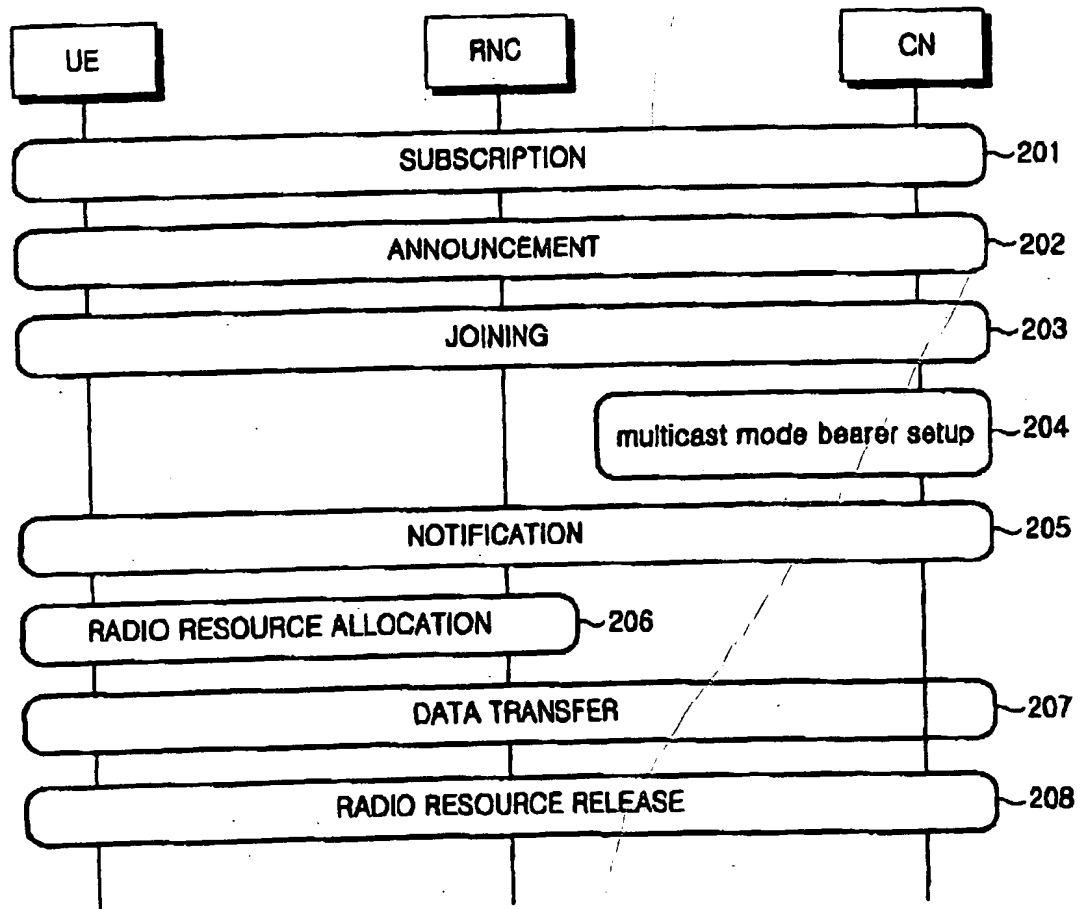 UE
RNC
CN
SUBSCRIPTION
201
ANNOUNCEMENT
202
JOINING
203
multicast mode bearer setup
204
NOTIFICATION
205
RADIO RESOURCE ALLOCATION
206
DATA TRANSFER
207
RADIO RESOURCE RELEASE
208